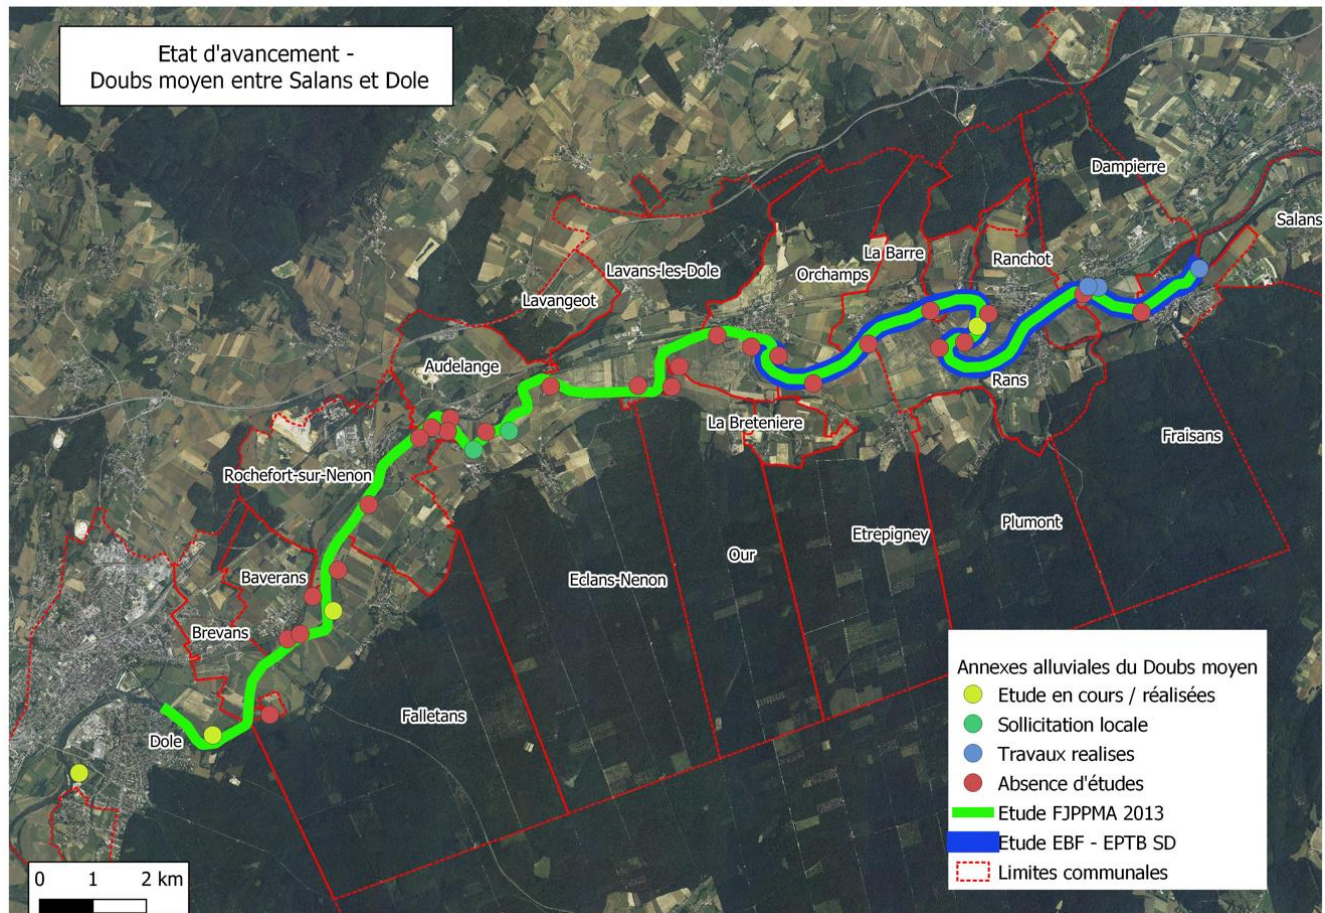 Etat d'avancement -
Doubs moyen entre Salans et Dole
Dampierre
Salans
La Barre
Ranchot
Lavans-les-Dole
Orchamps
Lavangeot
Audelange
Rans
La Breteniere
Fraisans
Rochefort-sur-Nenon
Plumont
Etrepigney
Our
Eclans-Nenon
Baverans
Brevans
Falletans
Dole
Annexes alluviales du Doubs moyen
Etude en cours / réalisées
Sollicitation locale
Travaux realises
Absence d'études
Etude FJPPMA 2013
Etude EBF - EPTB SD
Limites communales
0 1 2 km